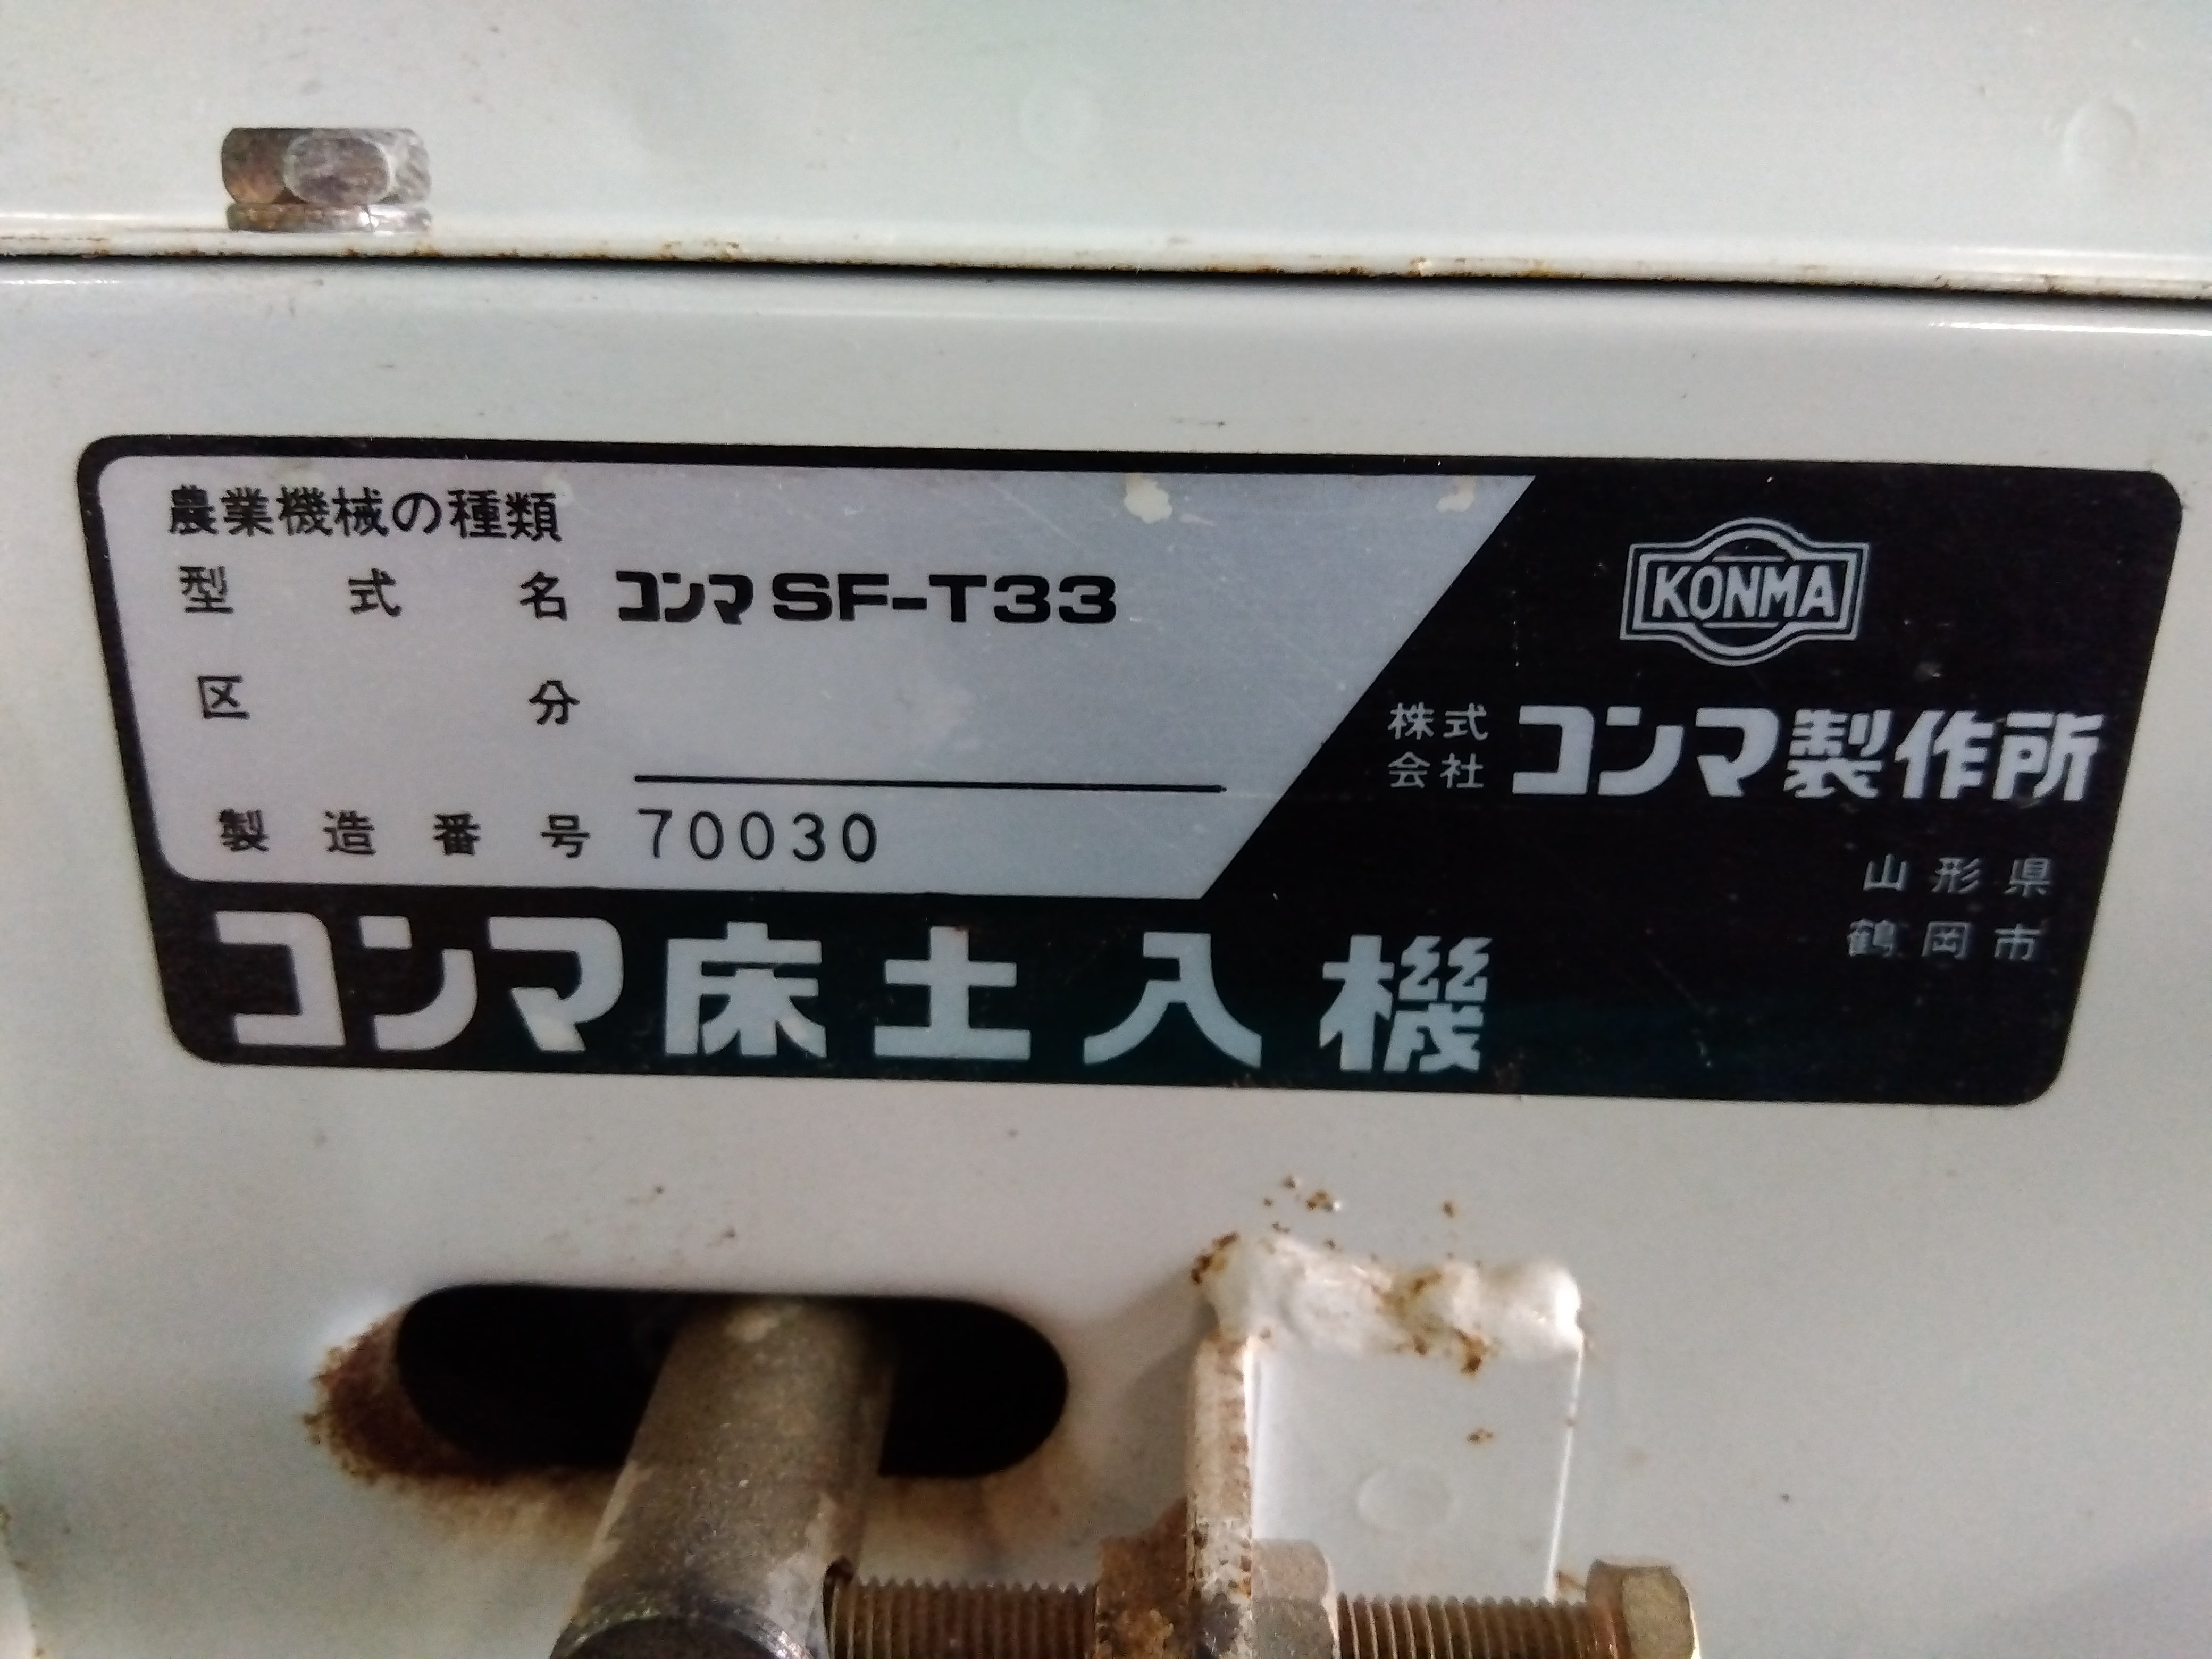 農業機械の種類
型式名 コンマ SF-T33
区分
製造番号 70030
コンマ床土入機
KONMA
株式会社 コンマ製作所
山形県
鶴岡市